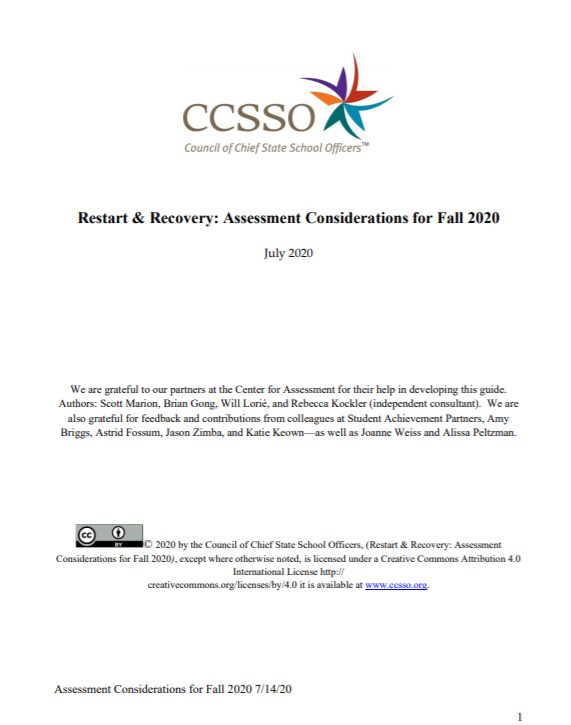 CCSSO
Council of Chief State School Officers™
Restart & Recovery: Assessment Considerations for Fall 2020
July 2020
We are grateful to our partners at the Center for Assessment for their help in developing this guide.
Authors: Scott Marion, Brian Gong, Will Lorié, and Rebecca Kockler (independent consultant).  We are
also grateful for feedback and contributions from colleagues at Student Achievement Partners, Amy
Briggs, Astrid Fossum, Jason Zimba, and Katie Keown—as well as Joanne Weiss and Alissa Peltzman.
cc
BY
© 2020 by the Council of Chief State School Officers, (Restart & Recovery: Assessment
Considerations for Fall 2020), except where otherwise noted, is licensed under a Creative Commons Attribution 4.0
International License http://
creativecommons.org/licenses/by/4.0 it is available at www.ccsso.org.
Assessment Considerations for Fall 2020 7/14/20
1